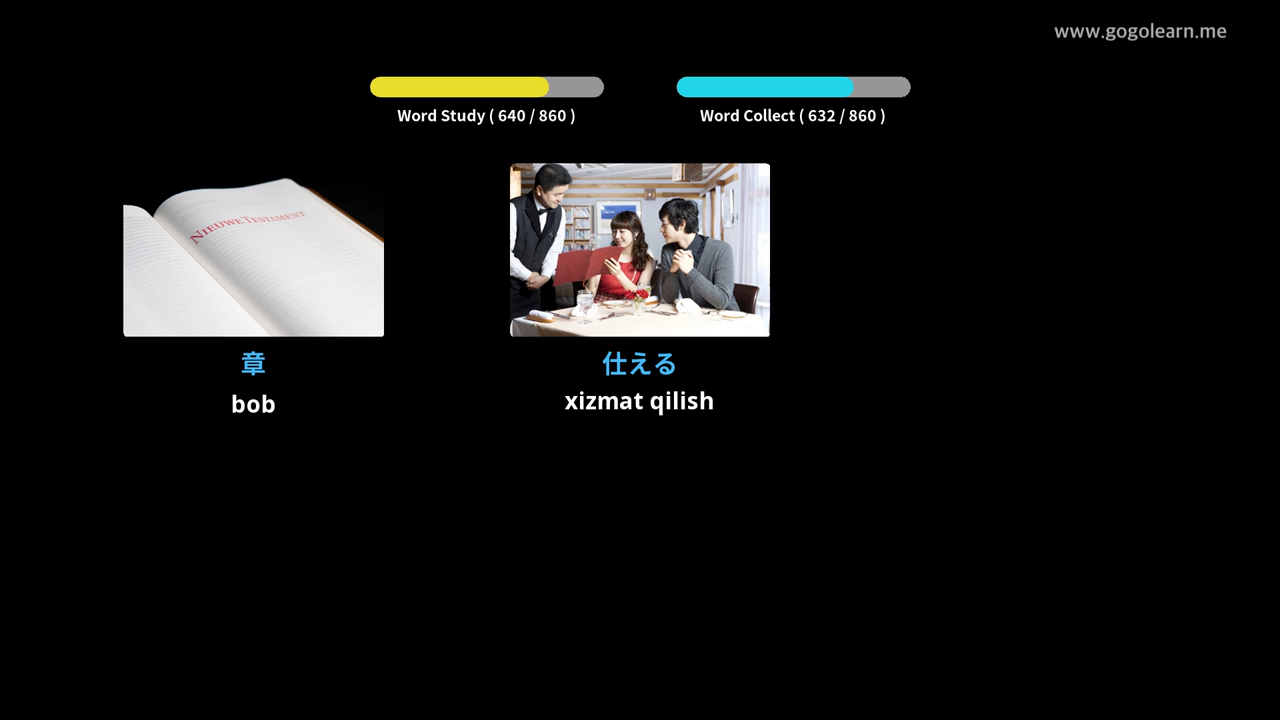 www.gogolearn.me
Word Study ( 640 / 860 )
Word Collect ( 632 / 860 )
NIEUWE TESTAMENT
章
bob
仕える
xizmat qilish